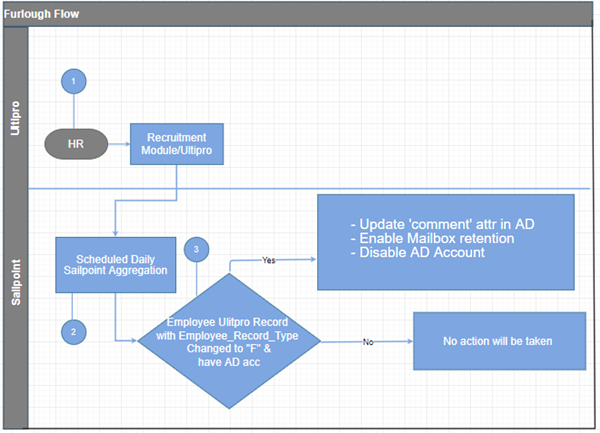 Furlough Flow
Ultipro
1
HR
Recruitment
Module/Ultipro
Sailpoint
Scheduled Daily
Sailpoint Aggregation
2
3
Employee Ulitpro Record
with Employee_Record_Type
Changed to "F" &
have AD acc
Yes
- Update 'comment' attr in AD
- Enable Mailbox retention
- Disable AD Account
No
No action will be taken